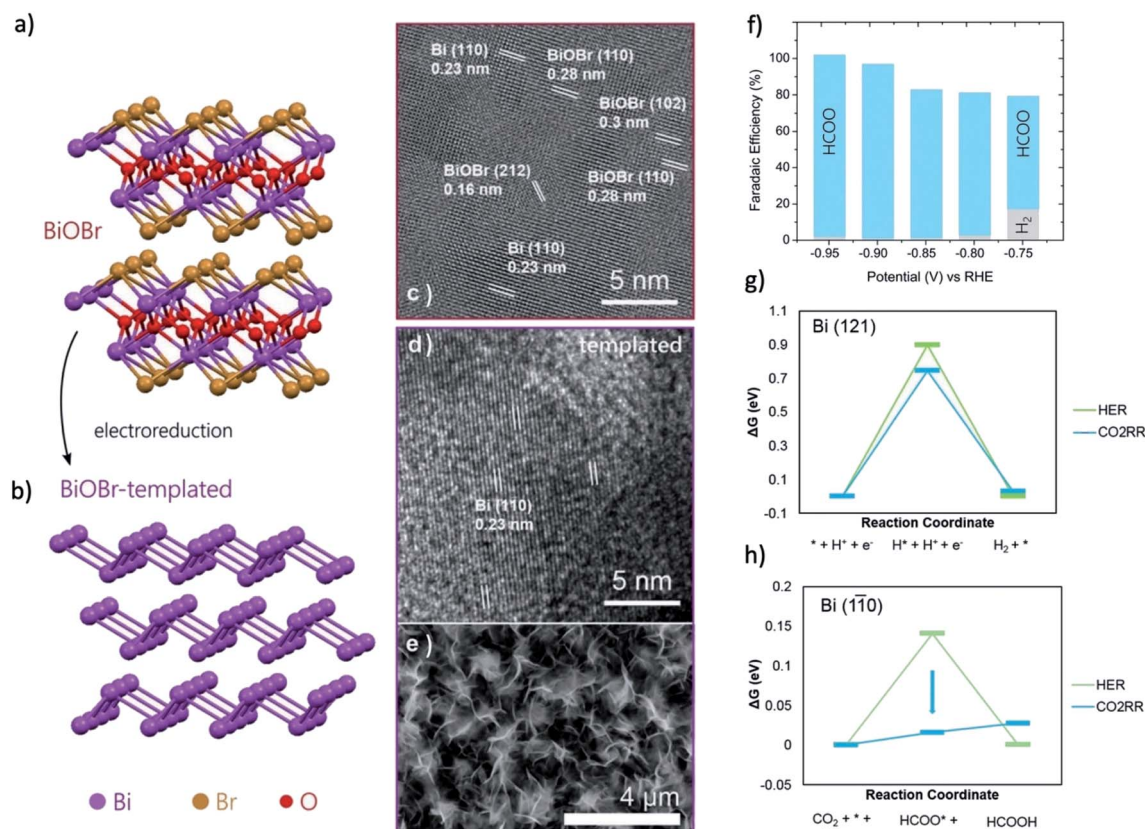 a)
BiOBr
electroreduction
b)
BiOBr-templated
Bi
Br
O
Bi (110)
0.23 nm
BiOBr (110)
0.28 nm
BiOBr (102)
0.3 nm
BiOBr (212)
0.16 nm
BiOBr (110)
0.28 nm
Bi (110)
0.23 nm
c )
5 nm
d )
templated
Bi (110)
0.23 nm
5 nm
e )
4 µm
f)
Faradaic Efficiency (%)
120
100
80
60
40
20
0
HCOO
HCOO
H₂
-0.95
-0.90
-0.85
-0.80
-0.75
Potential (V) vs RHE
g)
Bi (121)
ΔG (eV)
1.1
0.9
0.7
0.5
0.3
0.1
-0.1
HER
CO2RR
Reaction Coordinate
* + H⁺ + e⁻
H* + H⁺ + e⁻
H₂ + *
h)
Bi (11̅0)
ΔG (eV)
0.2
0.15
0.1
0.05
0
-0.05
HER
CO2RR
Reaction Coordinate
CO₂ + * +
HCOO* +
HCOOH